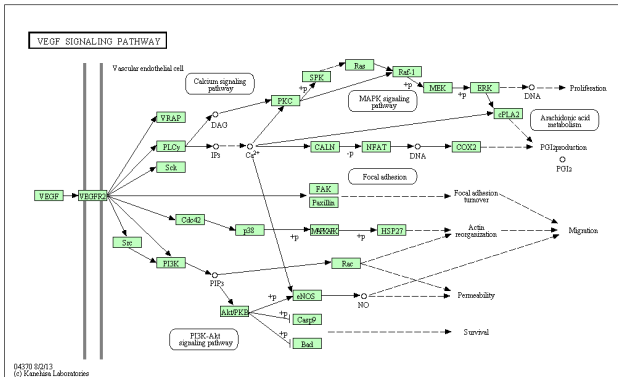 VEGF SIGNALING PATHWAY
Vascular endothelial cell
Calcium signaling
pathway
SPK
Ras
Raf-1
+p
MEK
+p
ERK
DNA
Proliferation
PKC
MAPK signaling
pathway
cPLA2
Arachidonic acid
metabolism
VRAP
DAG
PLCγ
IP3
Ca2+
CALN
-p
NFAT
DNA
COX2
PGI2production
PGI2
Sck
Focal adhesion
VEGF
VEGFR2
FAK
Paxillin
Focal adhesion
turnover
Cdc42
p38
+p
MAPKAPK
+p
HSP27
Actin
reorganization
Migration
Src
PI3K
PIP3
Rac
+p
eNOS
NO
Permeability
Akt/PKB
+p
Casp9
+p
Bad
Survival
PI3K-Akt
signaling pathway
04370 8/2/13
(c) Kanehisa Laboratories